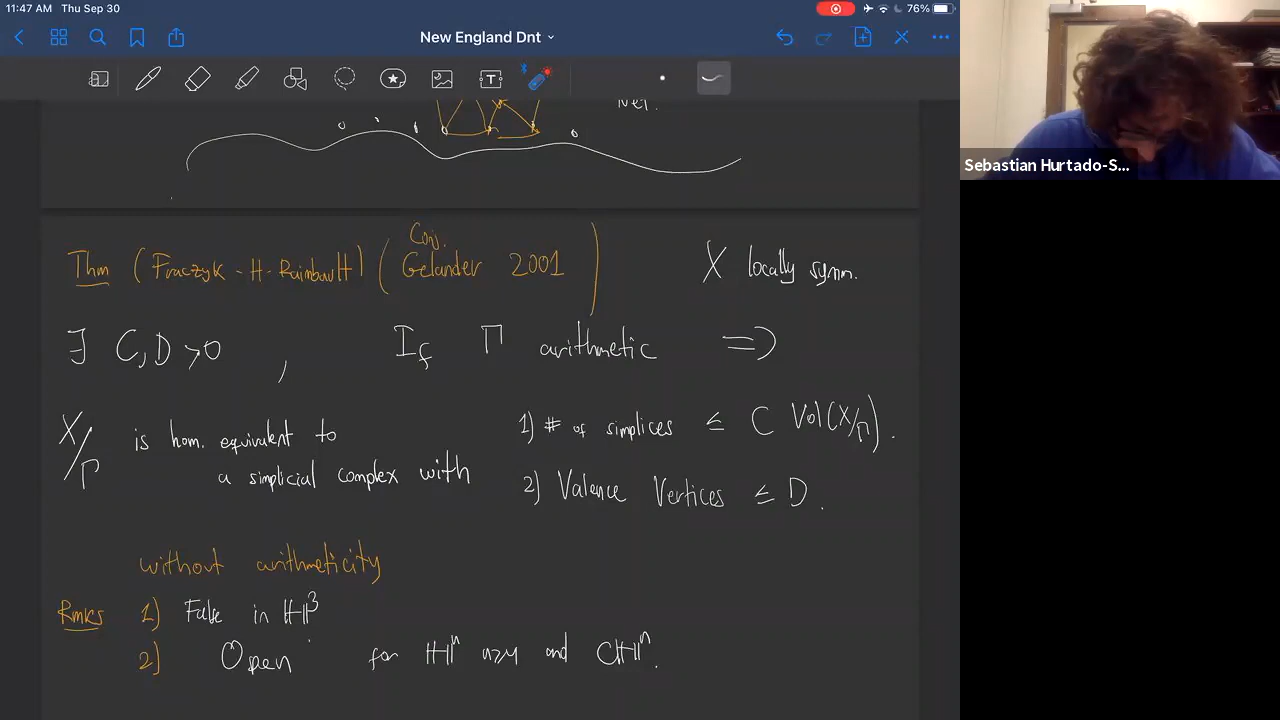 11:47 AM Thu Sep 30
76%
New England Dnt
Net.
Thm (Fraczyk - H - Raimbault) (Conj. Gelander 2001)
X locally symm.
∃ C, D > 0 , If Γ arithmetic ⇒
X/Γ is hom. equivalent to
a simplicial complex with
1) # of simplices ≤ C Vol(X/Γ).
2) Valence Vertices ≤ D.
without arithmeticity
Rmks 1) False in ℍ³
2) Open for ℍⁿ n≥4 and Cℍⁿ.
Sebastian Hurtado-S...